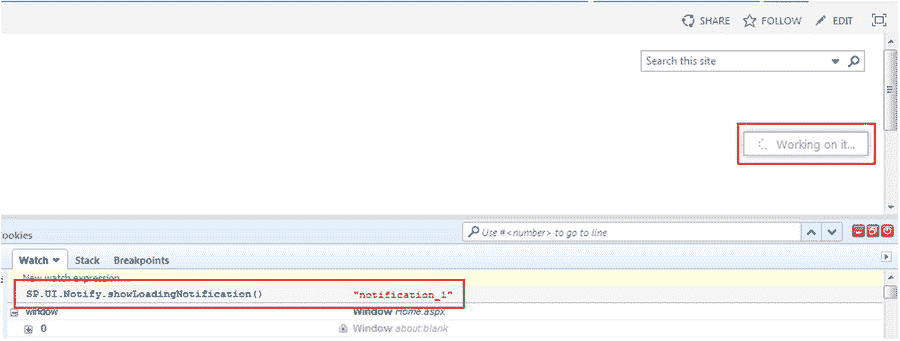 SHARE FOLLOW EDIT
Search this site
Working on it...
ookies
Use #<number> to go to line
Watch Stack Breakpoints
New watch expression...
SP.UI.Notify.showLoadingNotification() "notification_1"
window Window Home.aspx
0 Window about:blank